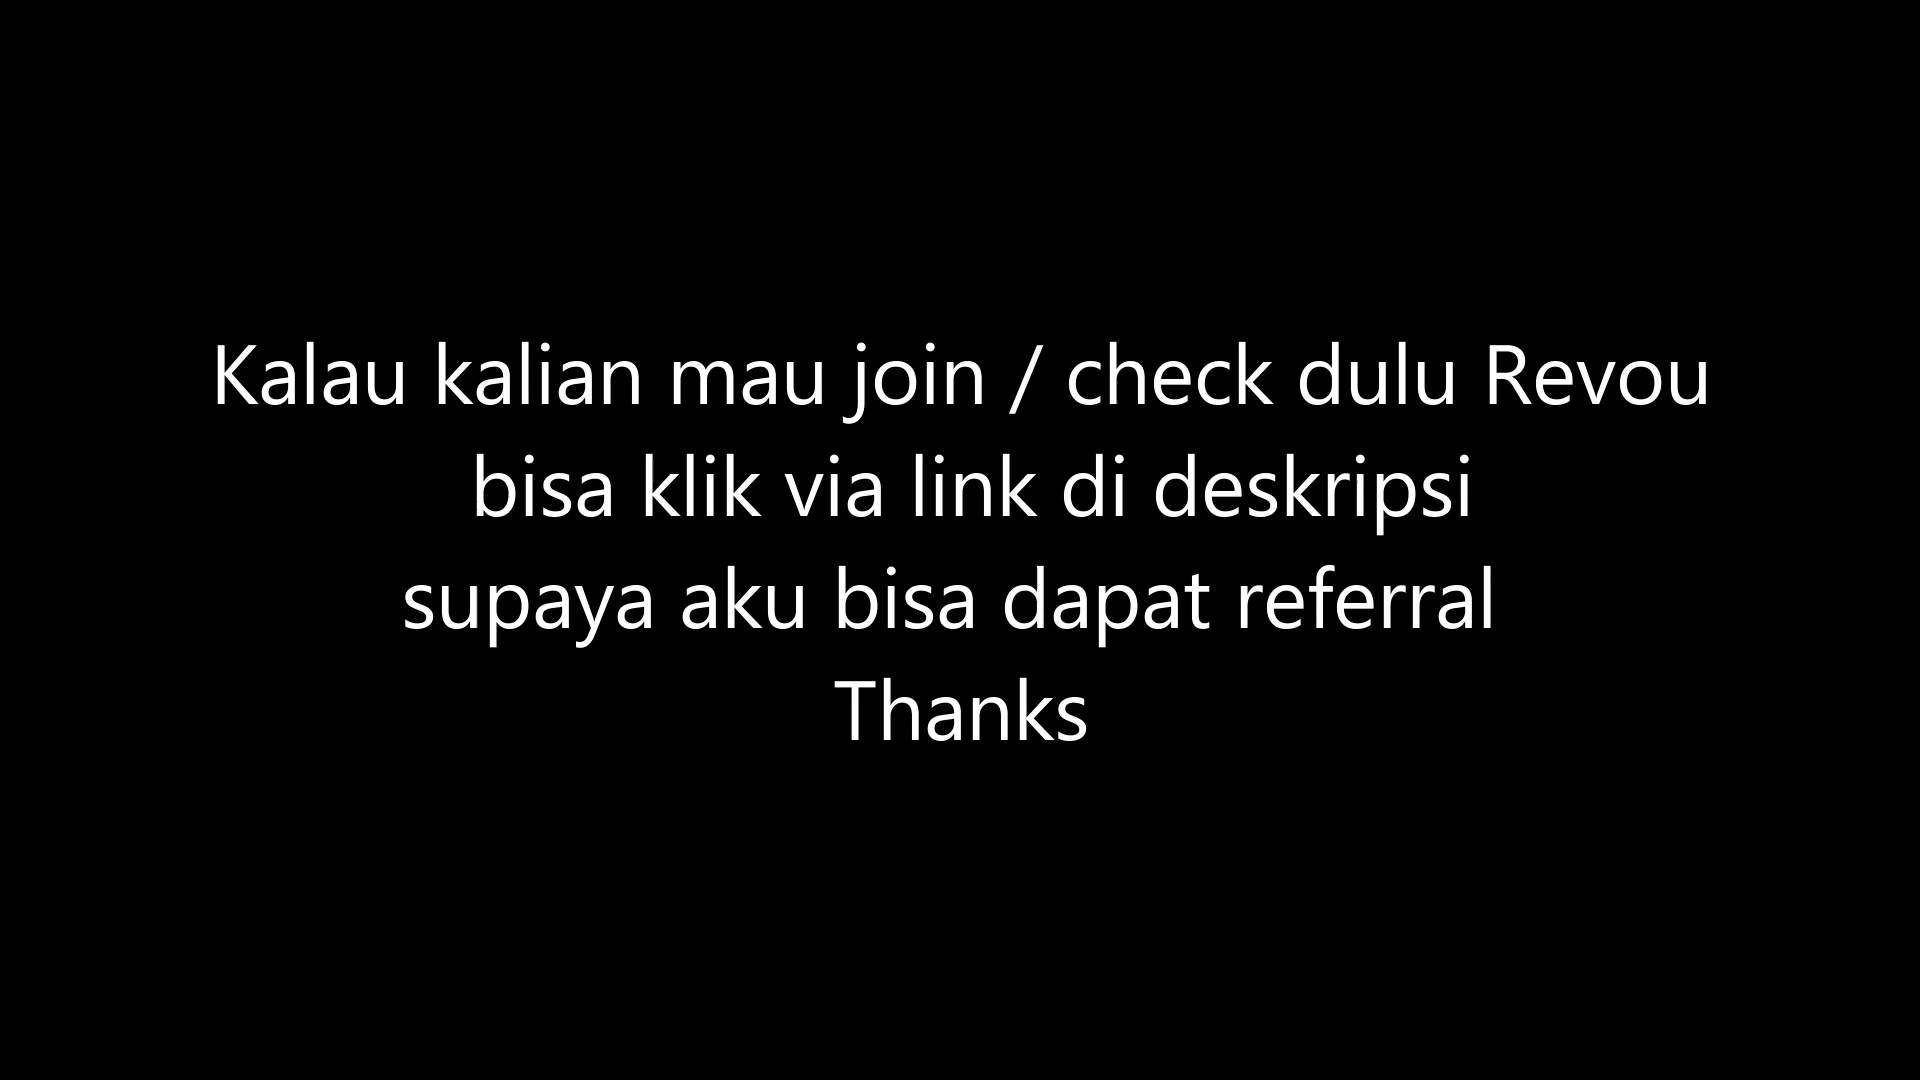 Kalau kalian mau join / check dulu Revou
bisa klik via link di deskripsi
supaya aku bisa dapat referral
Thanks